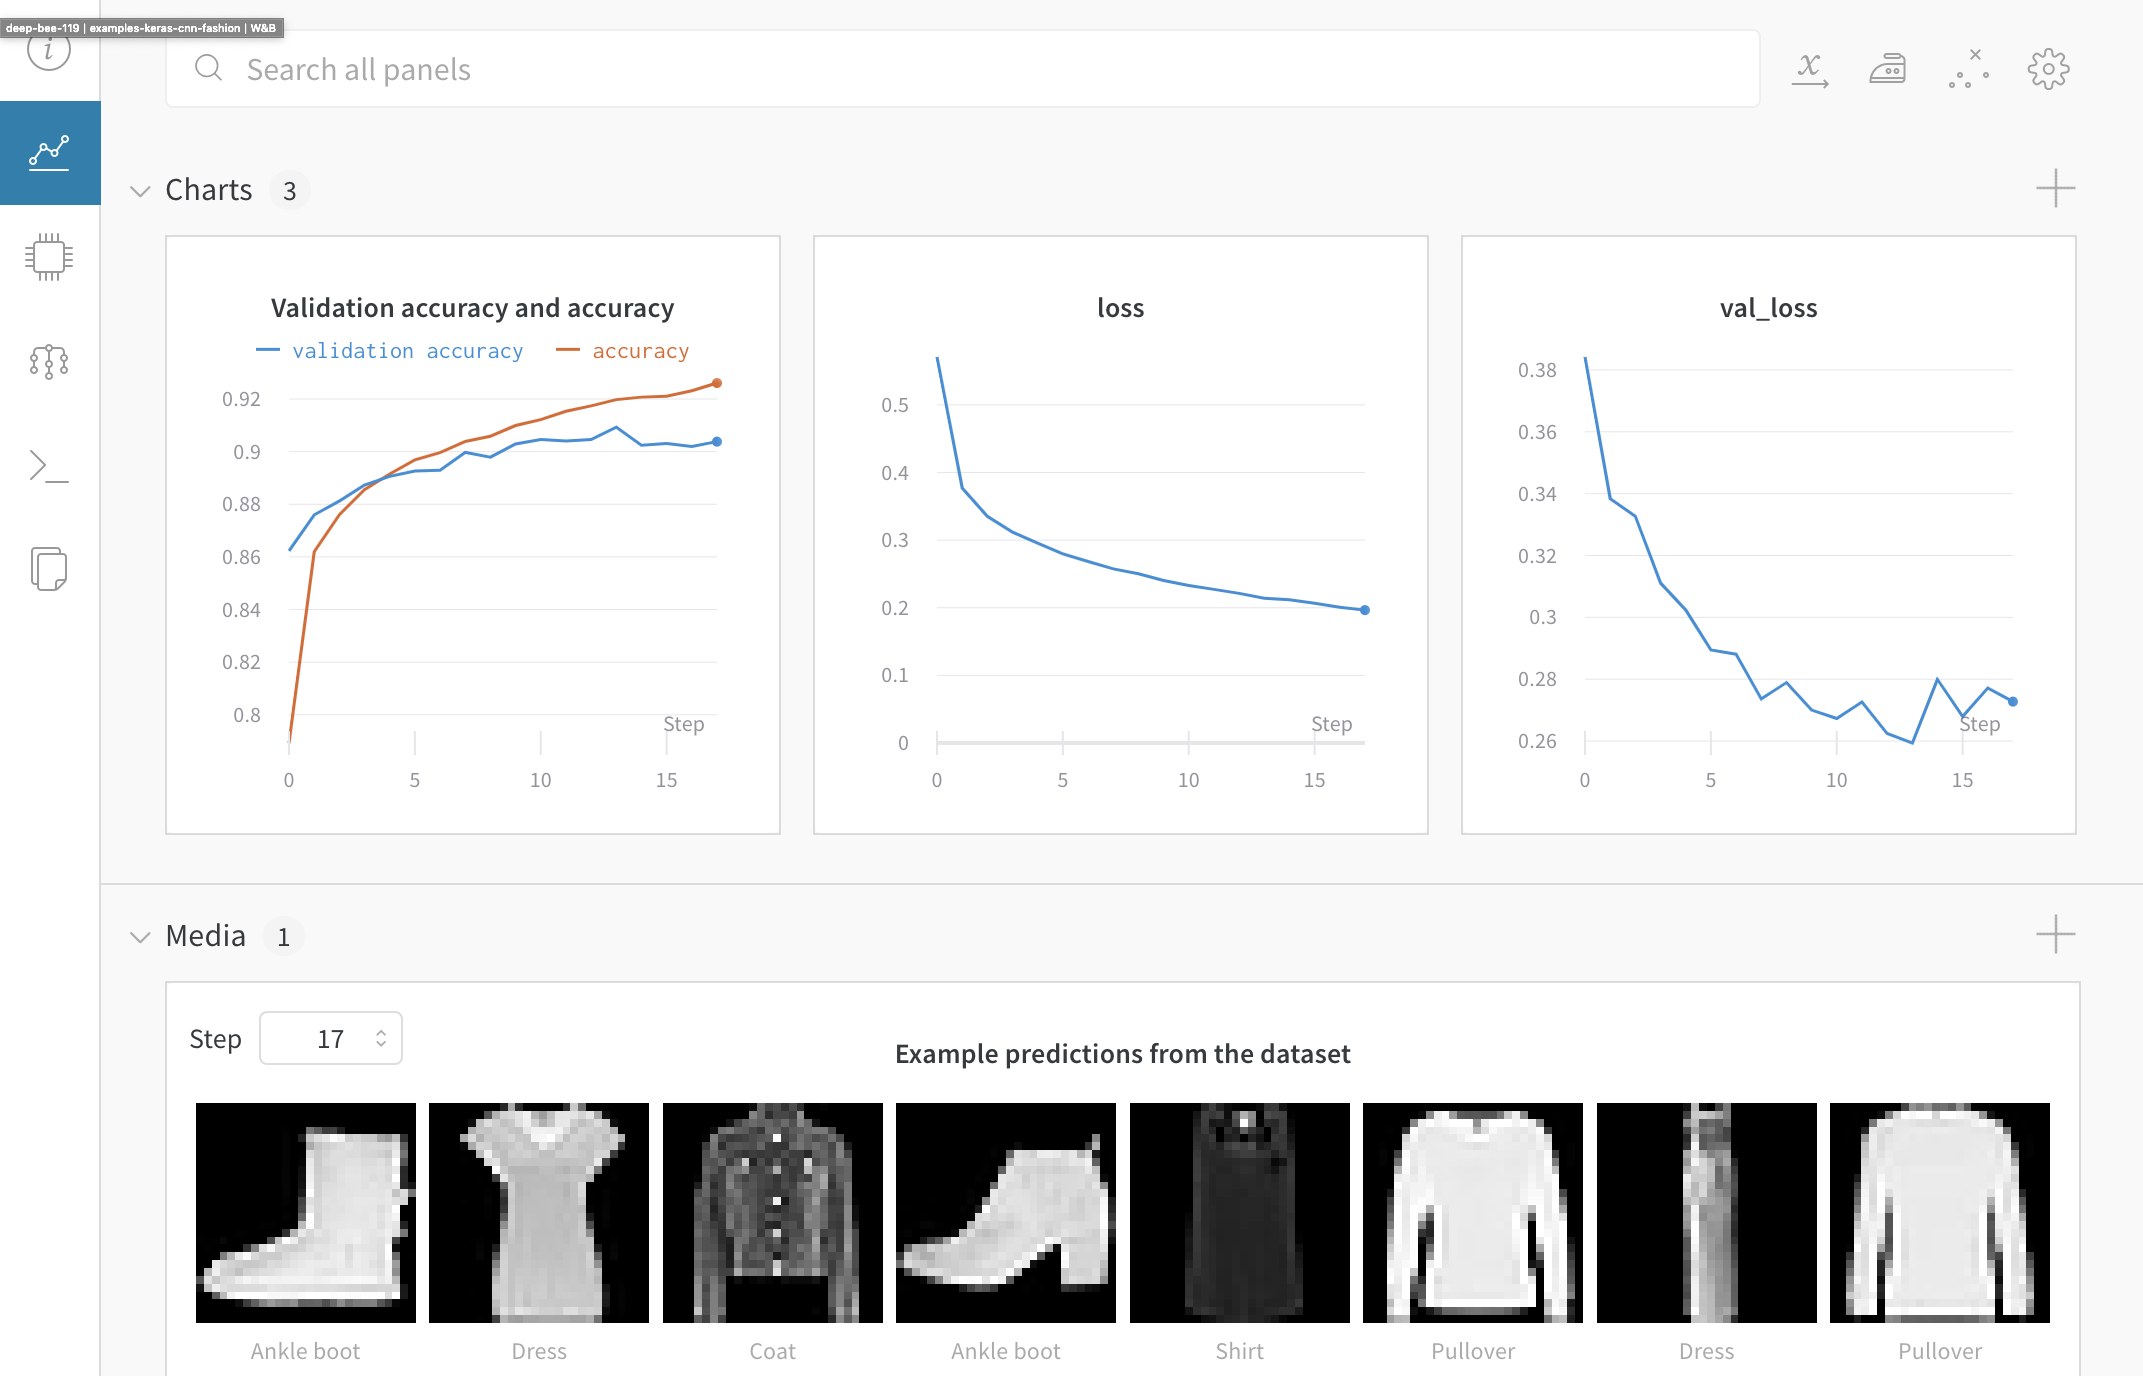 deep-bee-119 | examples-keras-cnn-fashion | W&B
i
Search all panels
x
Charts 3
Validation accuracy and accuracy
validation accuracy accuracy
0.92
0.9
0.88
0.86
0.84
0.82
0.8
Step
0 5 10 15
loss
0.5
0.4
0.3
0.2
0.1
0
Step
0 5 10 15
val_loss
0.38
0.36
0.34
0.32
0.3
0.28
0.26
Step
0 5 10 15
Media 1
Step 17
Example predictions from the dataset
Ankle boot Dress Coat Ankle boot Shirt Pullover Dress Pullover